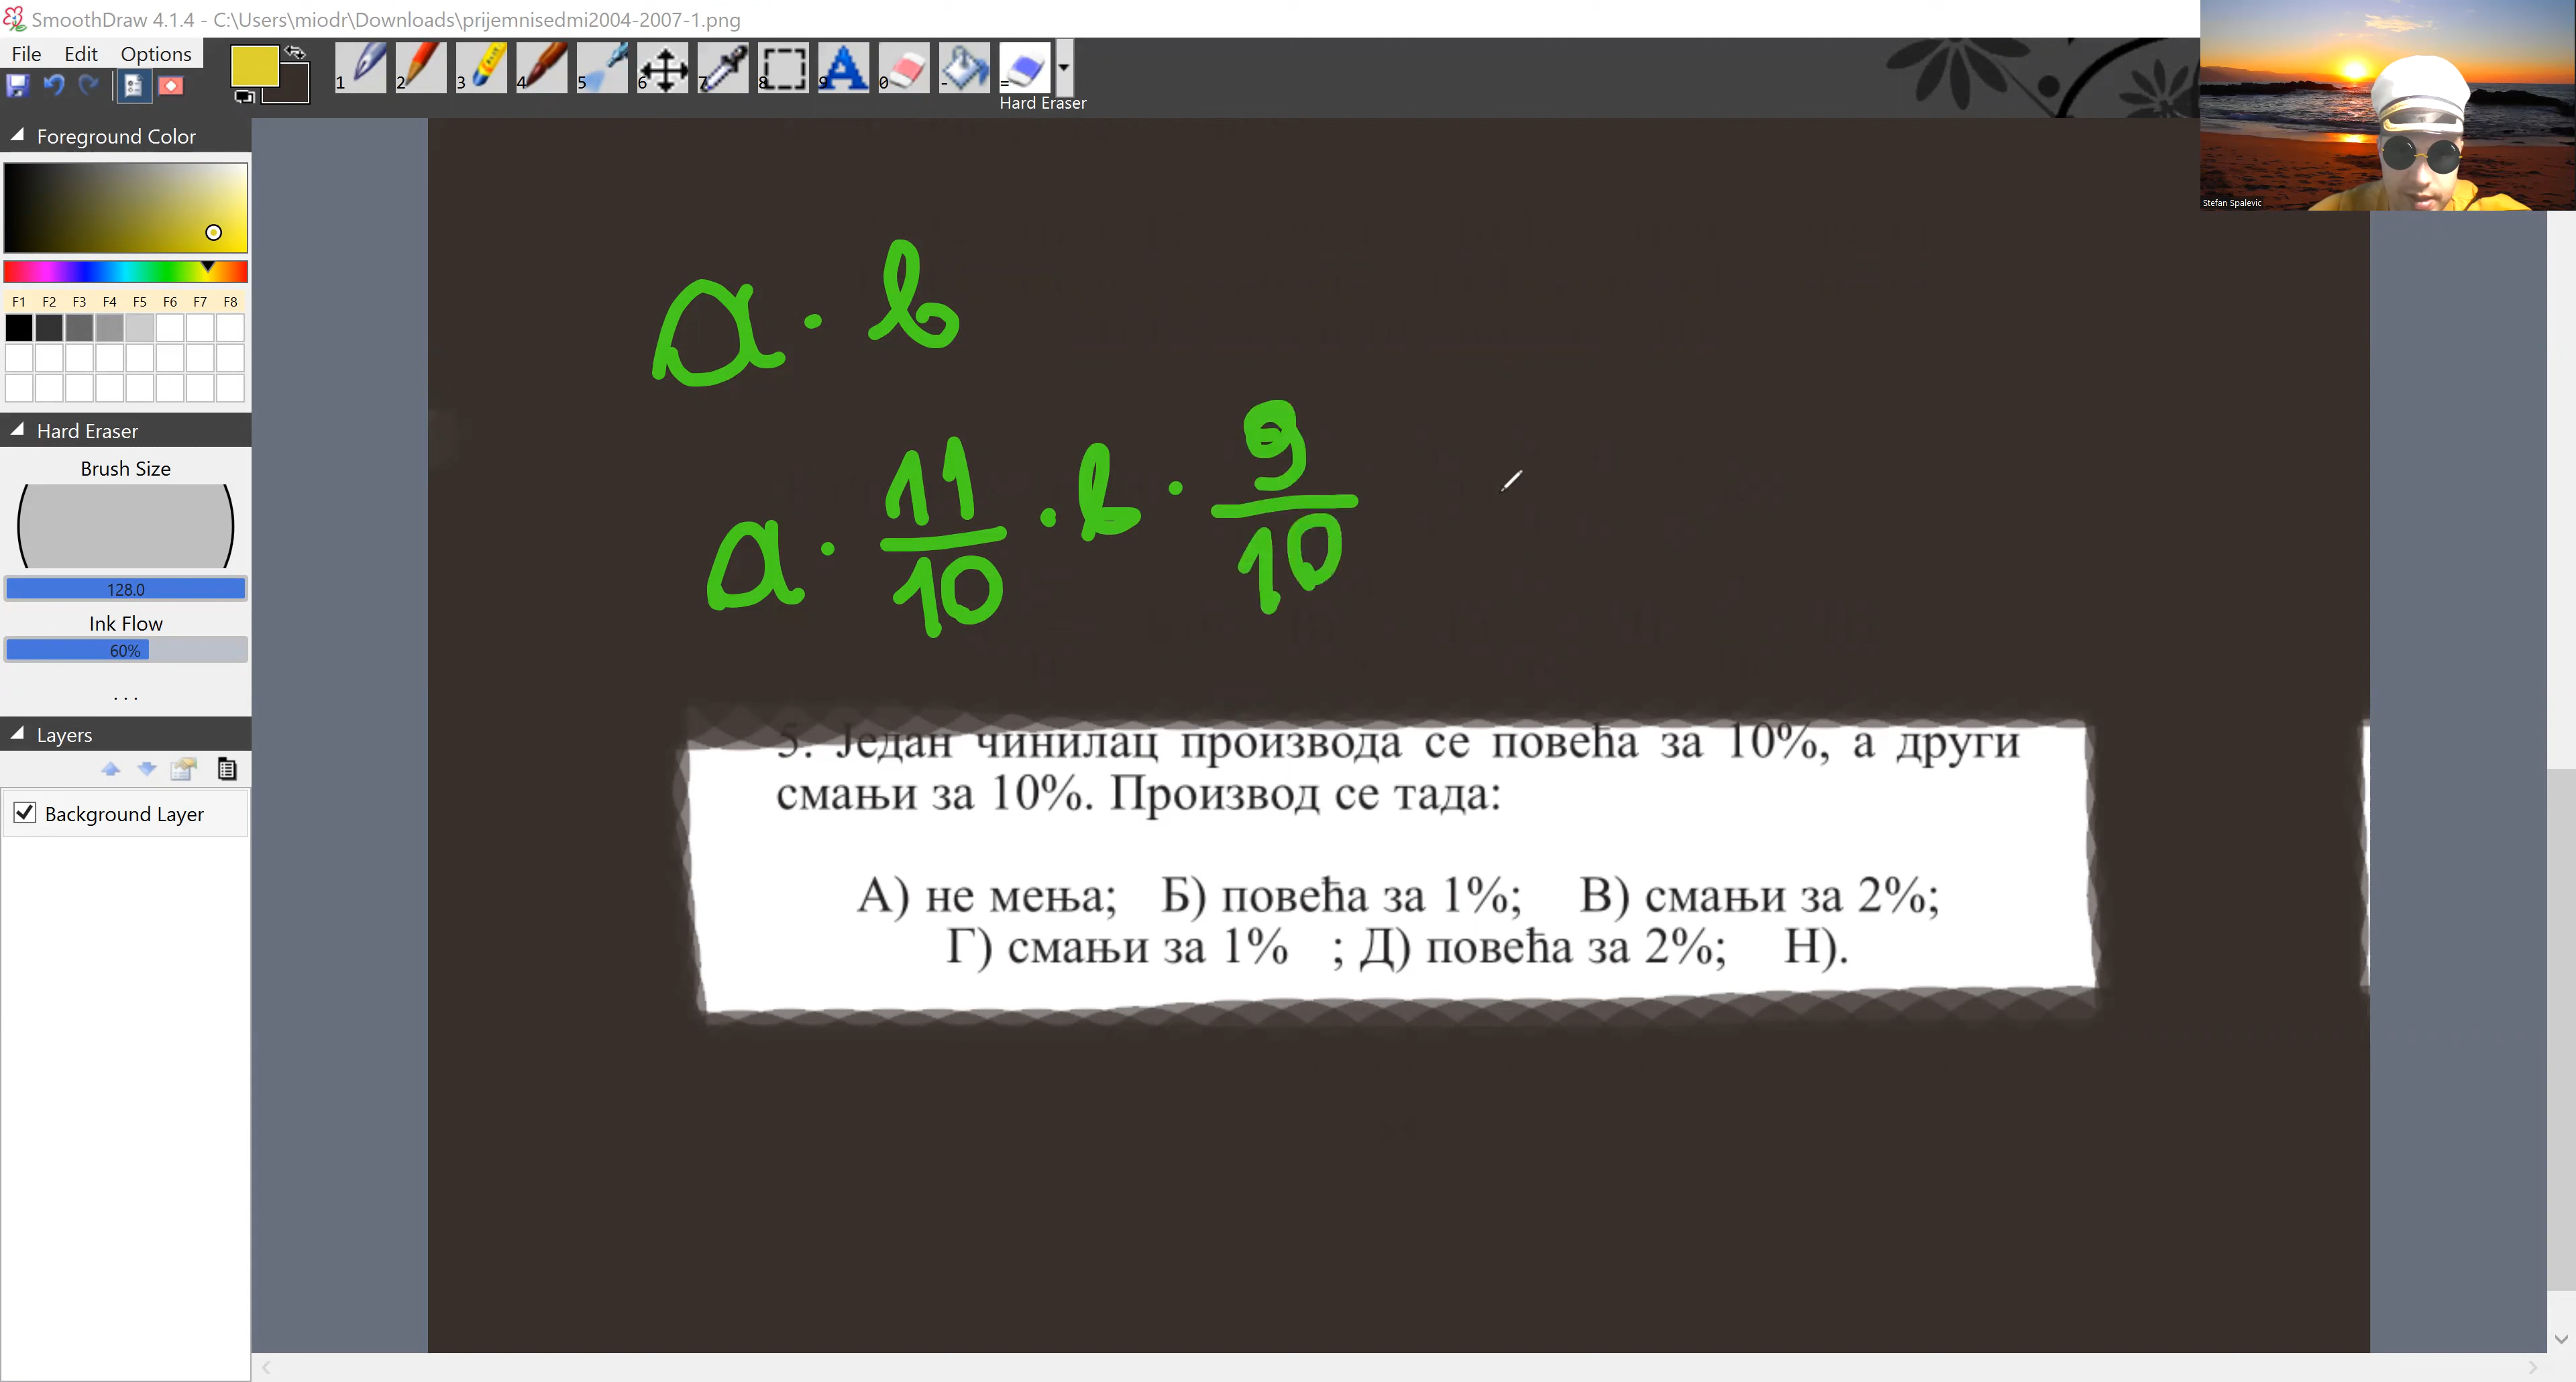 SmoothDraw 4.1.4 - C:\Users\miodr\Downloads\prijemnisedmi2004-2007-1.png
File Edit Options
1 2 3 4 5 6 7 8 9 0 - =
Hard Eraser
Stefan Spalevic
Foreground Color
F1 F2 F3 F4 F5 F6 F7 F8
Hard Eraser
Brush Size
128.0
Ink Flow
60%
...
Layers
Background Layer
a · b
a · 11/10 · b · 9/10
5. Један чинилац производа се повећа за 10%, а други
смањи за 10%. Производ се тада:
А) не мења; Б) повећа за 1%; В) смањи за 2%;
Г) смањи за 1% ; Д) повећа за 2%; Н).